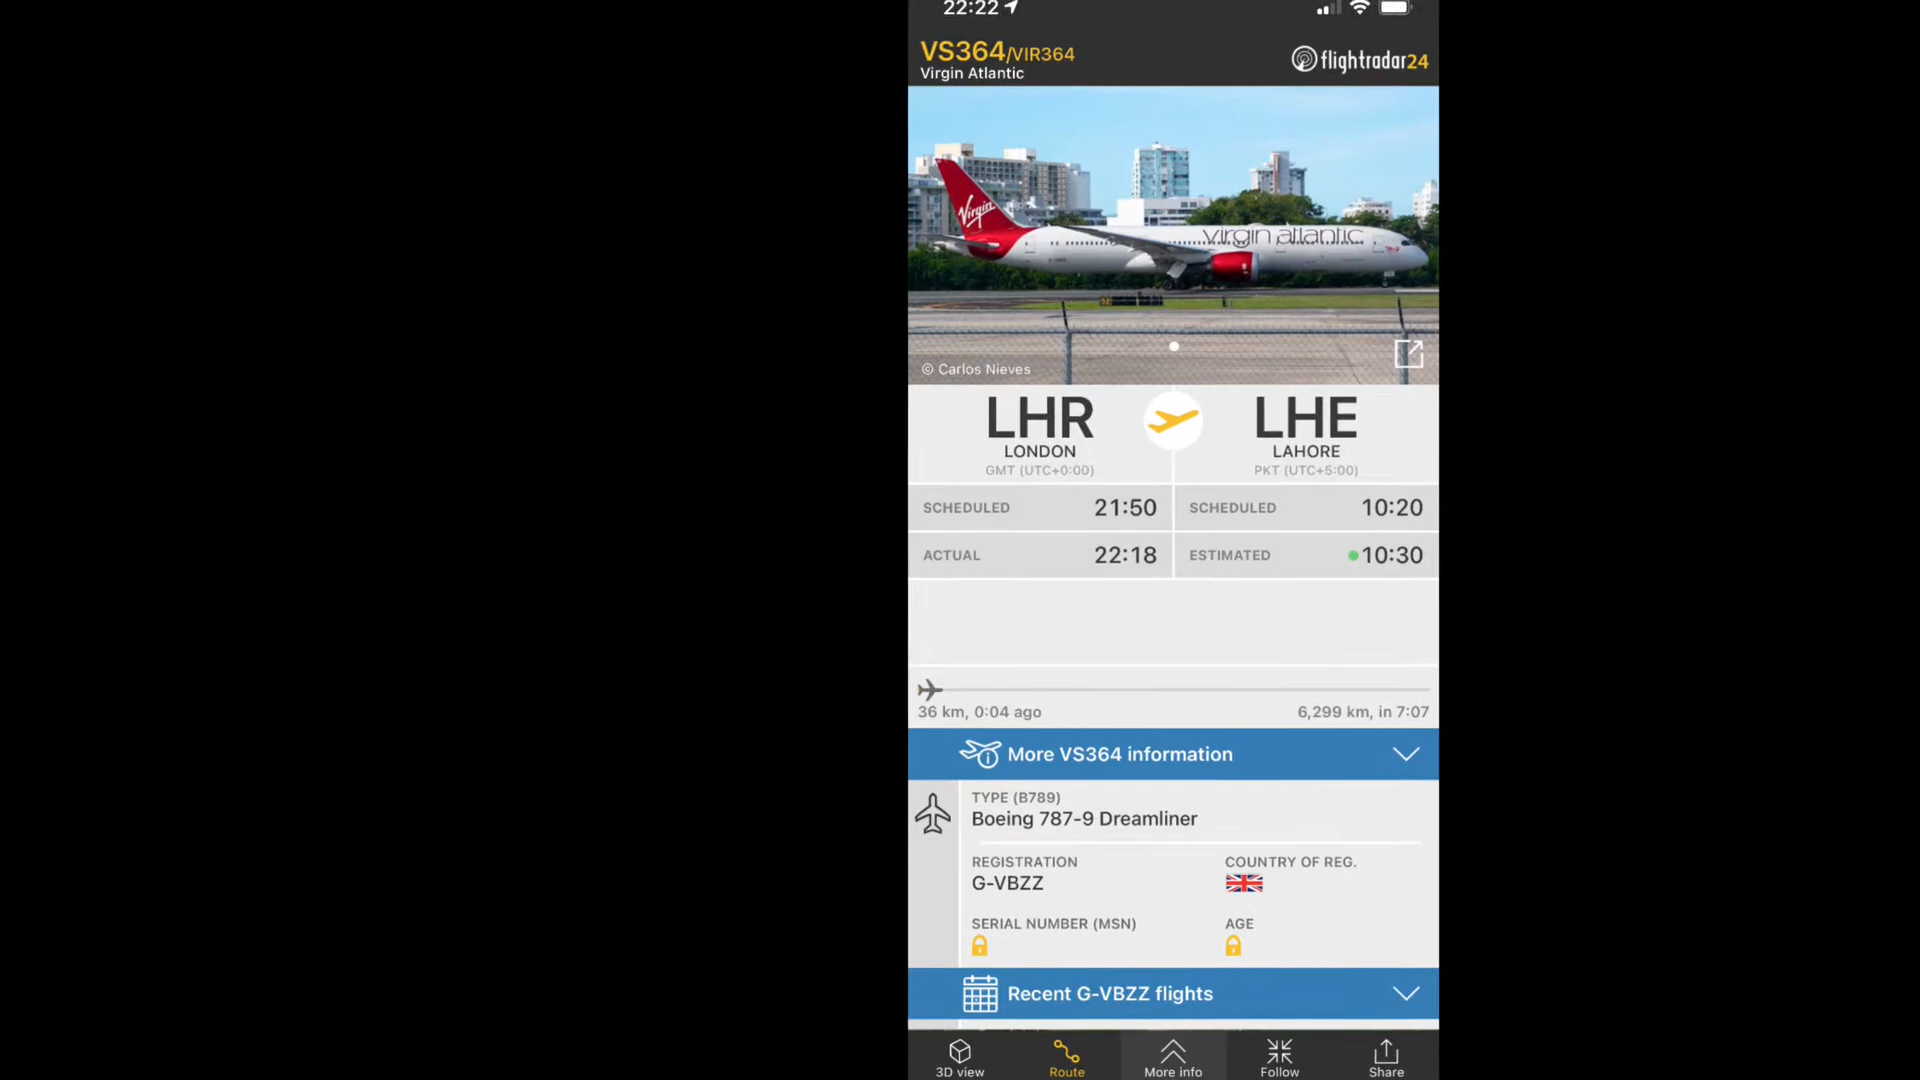 22:22
VS364/VIR364
Virgin Atlantic
flightradar24
Virgin
virgin atlantic
© Carlos Nieves
LHR
LONDON
GMT (UTC+0:00)
LHE
LAHORE
PKT (UTC+5:00)
SCHEDULED 21:50
SCHEDULED 10:20
ACTUAL 22:18
ESTIMATED 10:30
36 km, 0:04 ago
6,299 km, in 7:07
More VS364 information
TYPE (B789)
Boeing 787-9 Dreamliner
REGISTRATION
G-VBZZ
COUNTRY OF REG.
SERIAL NUMBER (MSN)
AGE
Recent G-VBZZ flights
3D view
Route
More info
Follow
Share